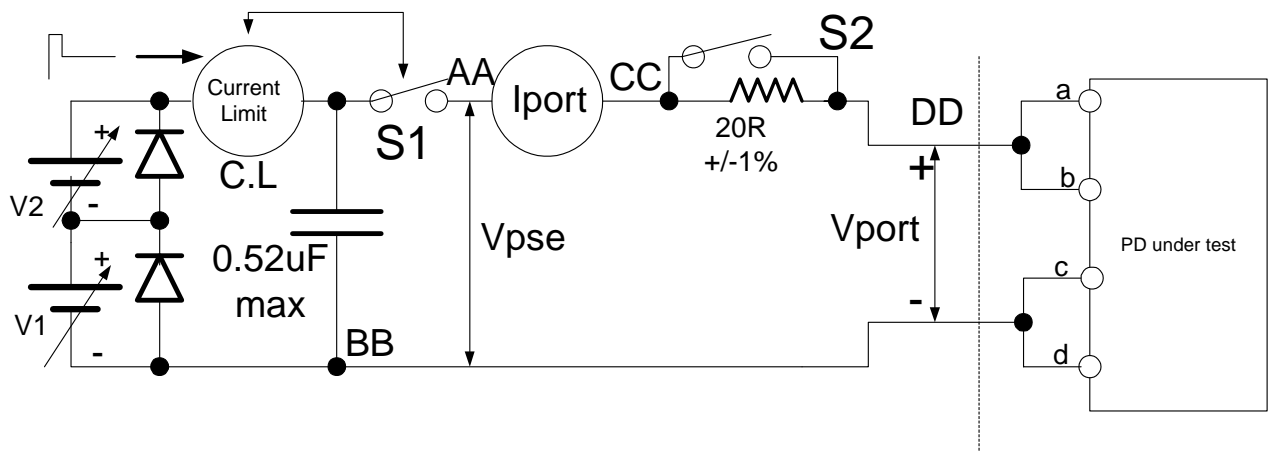 Current
Limit
C.L
S1
AA
Iport
CC
S2
20R
+/-1%
DD
a
b
c
d
+
-
Vport
PD under test
+
V2
-
+
V1
-
0.52uF
max
BB
Vpse